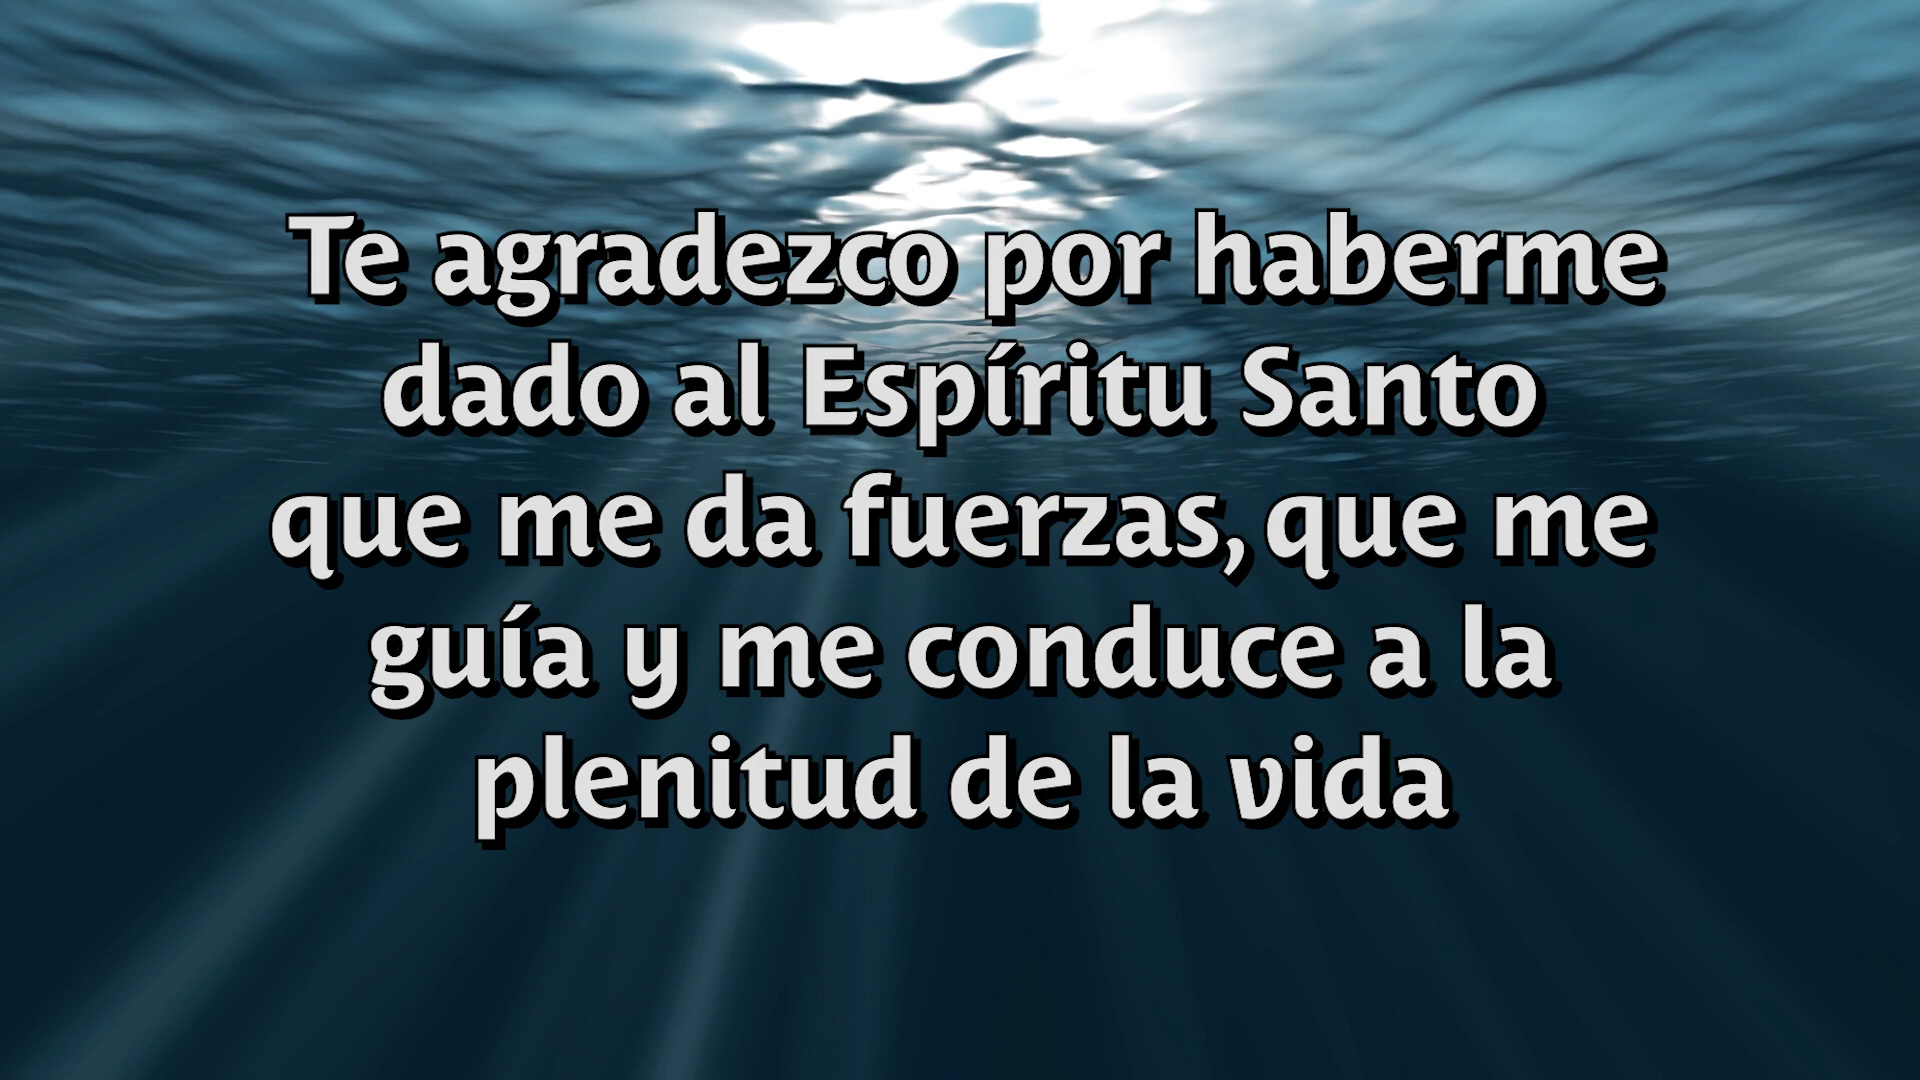 Te agradezco por haberme
dado al Espíritu Santo
que me da fuerzas, que me
guía y me conduce a la
plenitud de la vida